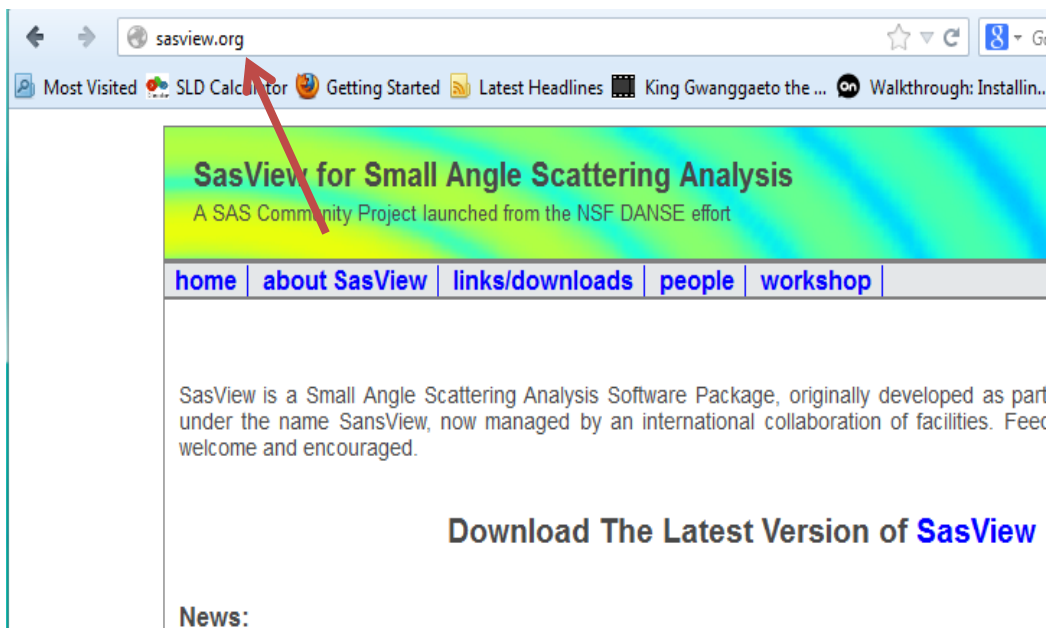 sasview.org
Most Visited SLD Calculator Getting Started Latest Headlines King Gwanggaeto the ... Walkthrough: Installin...
SasView for Small Angle Scattering Analysis
A SAS Community Project launched from the NSF DANSE effort
home about SasView links/downloads people workshop
SasView is a Small Angle Scattering Analysis Software Package, originally developed as part
under the name SansView, now managed by an international collaboration of facilities. Feed
welcome and encouraged.
Download The Latest Version of SasView
News: